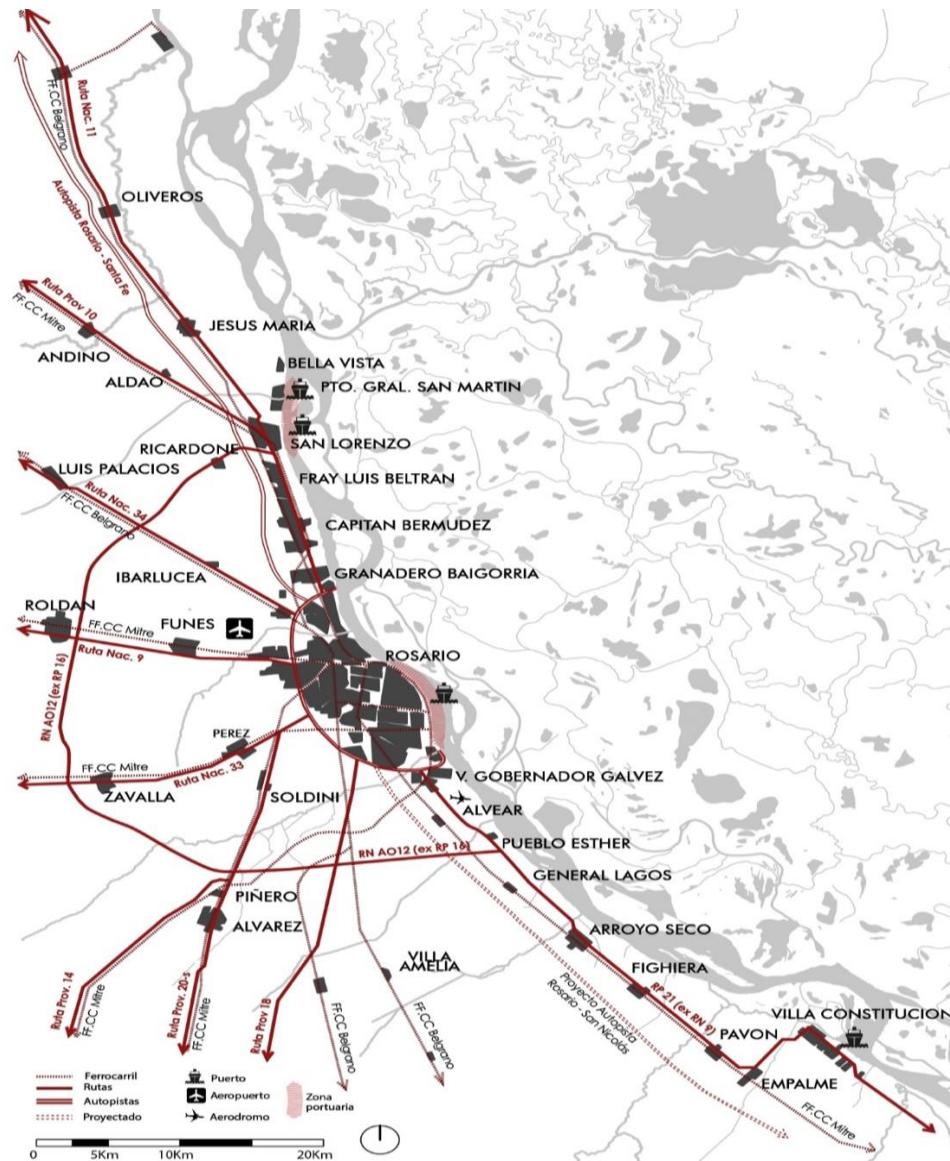 Ruta Nac. 11
FF.CC Belgrano
OLIVEROS
Autopista Rosario - Santa Fe
Ruta Prov 10
FF.CC Mitre
JESUS MARIA
ANDINO
ALDAO
BELLA VISTA
PTO. GRAL. SAN MARTIN
RICARDONE
SAN LORENZO
LUIS PALACIOS
FRAY LUIS BELTRAN
Ruta Nac. 34
FF.CC Belgrano
CAPITAN BERMUDEZ
IBARLUCEA
GRANADERO BAIGORRIA
ROLDAN
FF.CC Mitre
FUNES
Ruta Nac. 9
ROSARIO
RN AO12 (ex RP 16)
PEREZ
FF.CC Mitre
Ruta Nac. 33
ZAVALLA
SOLDINI
V. GOBERNADOR GALVEZ
ALVEAR
PUEBLO ESTHER
RN AO12 (ex RP 16)
GENERAL LAGOS
PIÑERO
ALVAREZ
ARROYO SECO
VILLA
AMELIA
FIGHIERA
Ruta Prov. 14
FF.CC Mitre
Ruta Prov. 20-s
FF.CC Mitre
Ruta Prov 18
FF.CC Belgrano
FF.CC Belgrano
Proyecto Autopista
Rosario - San Nicolás
RP 21 (ex RN 9)
VILLA CONSTITUCION
PAVON
EMPALME
FF.CC Mitre
Ferrocarril
Rutas
Autopistas
Proyectado
Puerto
Aeropuerto
Aerodromo
Zona
portuaria
0 5Km 10Km 20Km